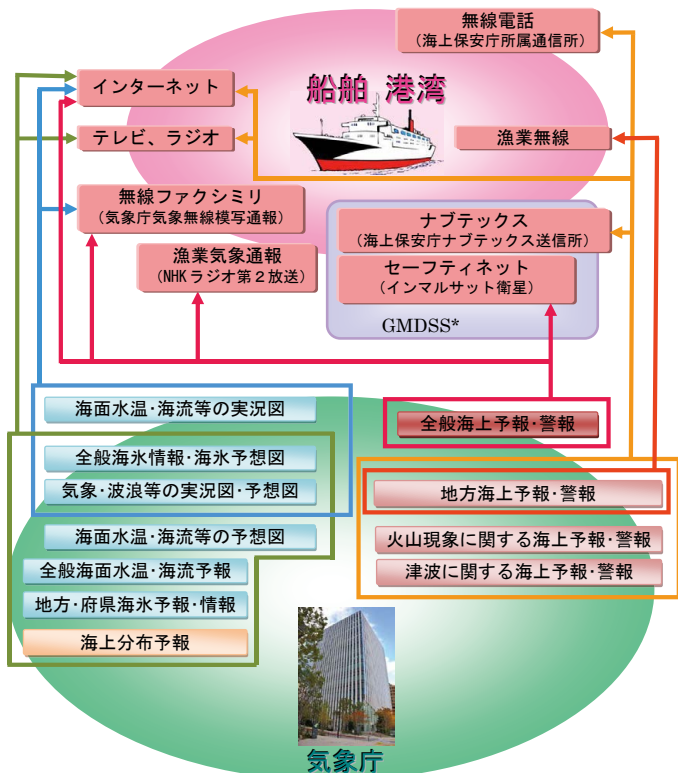 無線電話
(海上保安庁所属通信所)
インターネット
船舶 港湾
テレビ、ラジオ
漁業無線
無線ファクシミリ
(気象庁気象無線模写通報)
ナブテックス
(海上保安庁ナブテックス送信所)
漁業気象通報
(NHKラジオ第2放送)
セーフティネット
(インマルサット衛星)
GMDSS*
海面水温・海流等の実況図
全般海上予報・警報
全般海氷情報・海氷予想図
気象・波浪等の実況図・予想図
地方海上予報・警報
海面水温・海流等の予想図
火山現象に関する海上予報・警報
全般海面水温・海流予報
津波に関する海上予報・警報
地方・府県海氷予報・情報
海上分布予報
気象庁